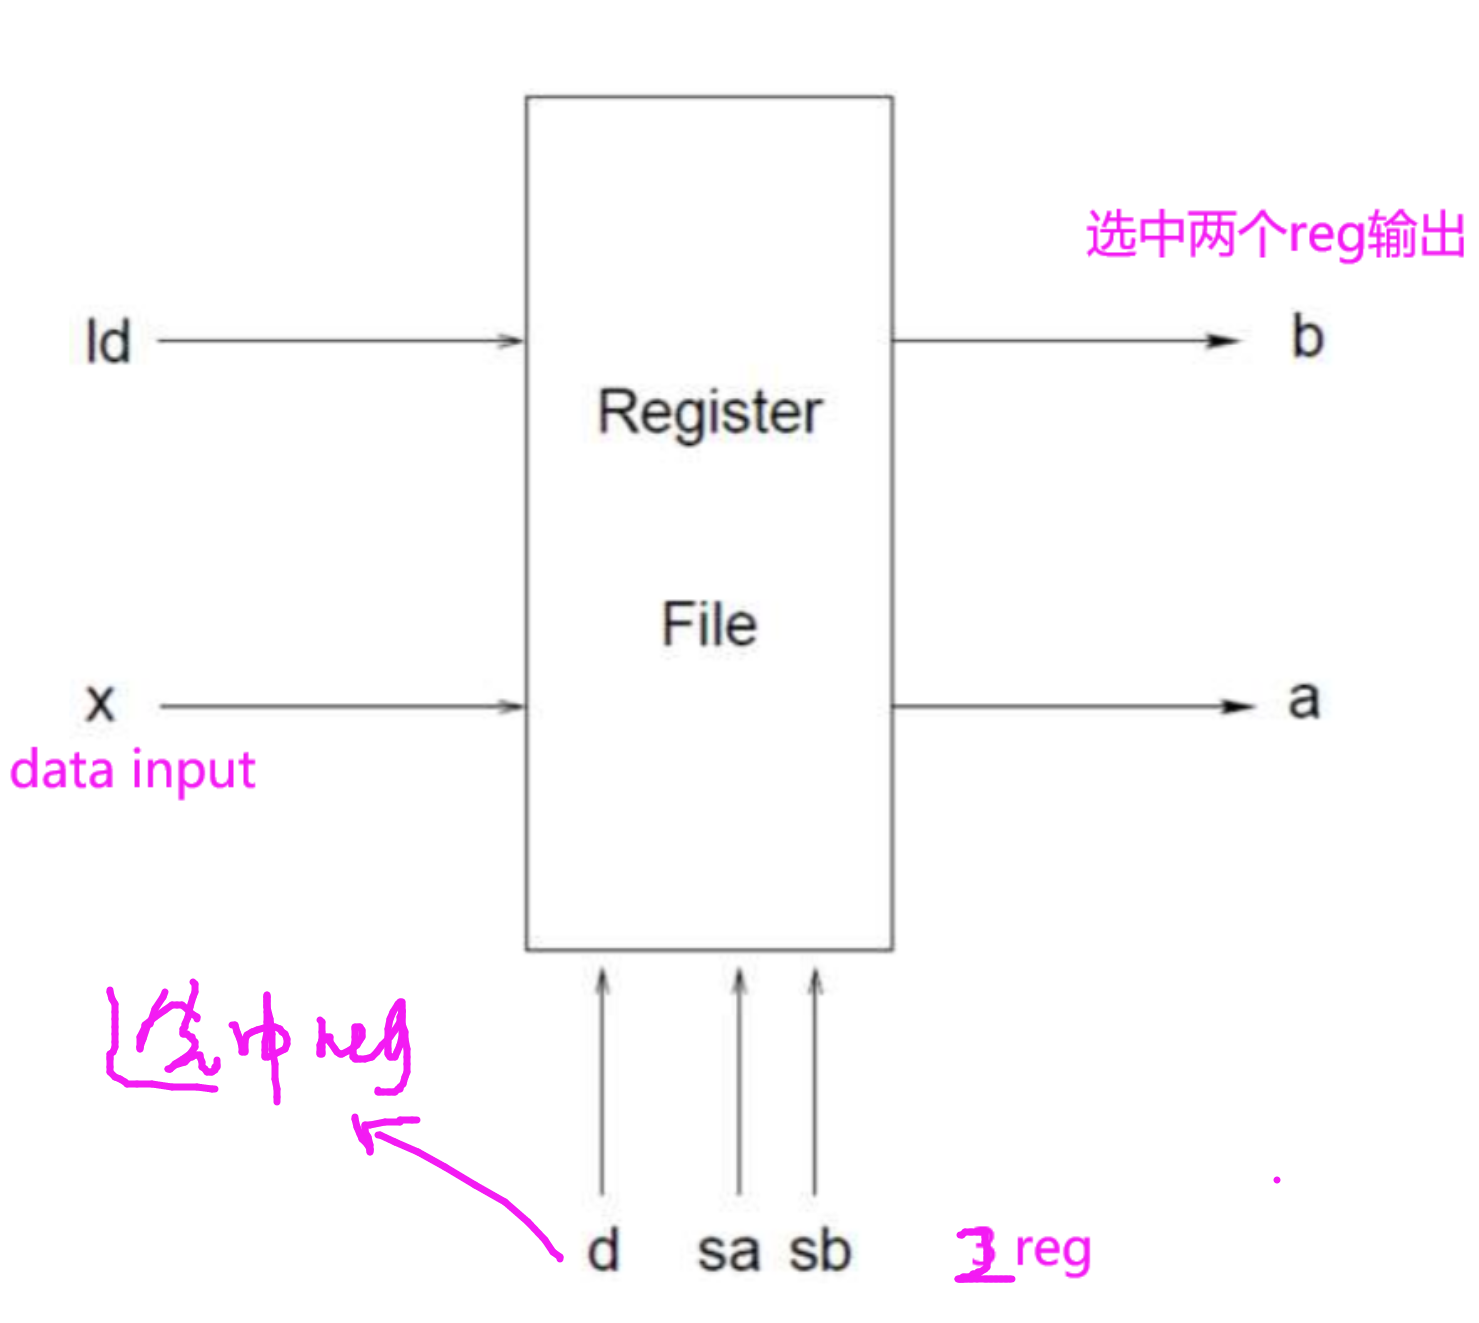 选中两个reg输出
ld
b
Register
File
x
a
data input
选中reg
d sa sb reg